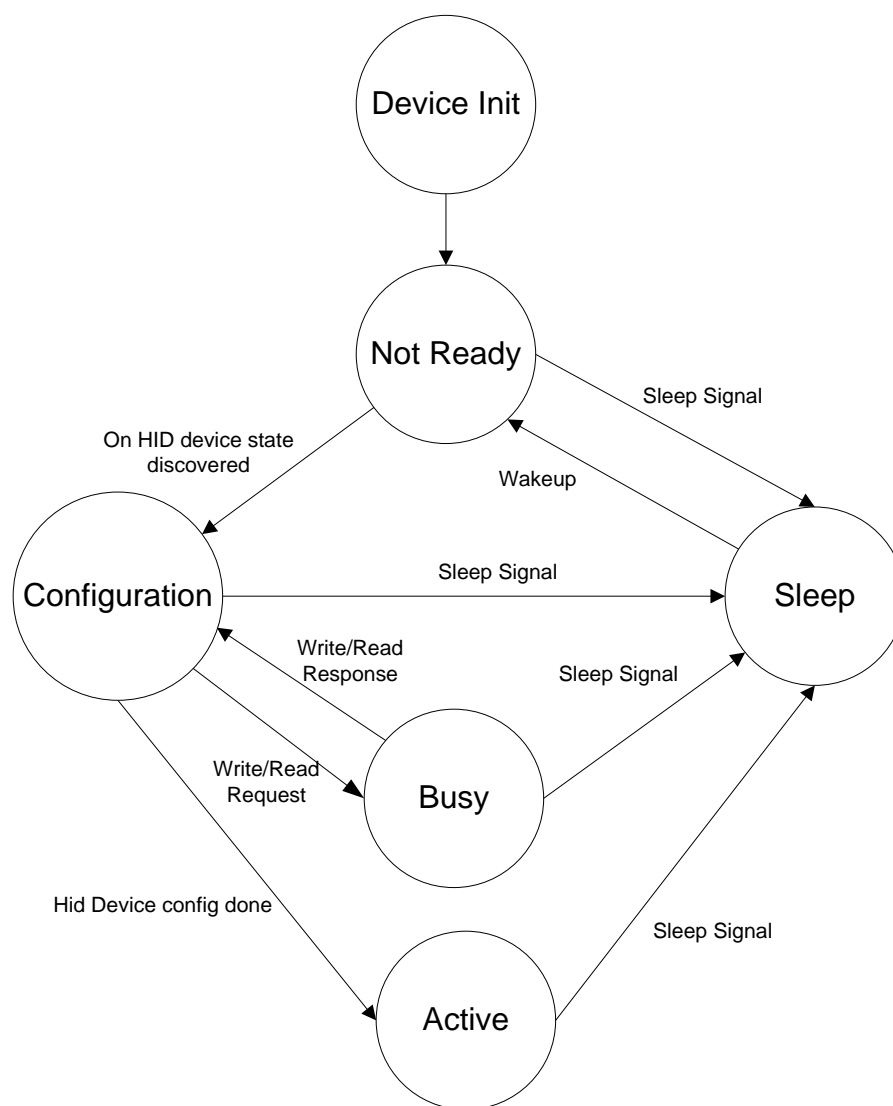 Device Init
Not Ready
Sleep Signal
On HID device state
discovered
Wakeup
Configuration
Sleep Signal
Sleep
Write/Read
Response
Sleep Signal
Write/Read
Request
Busy
Hid Device config done
Sleep Signal
Active